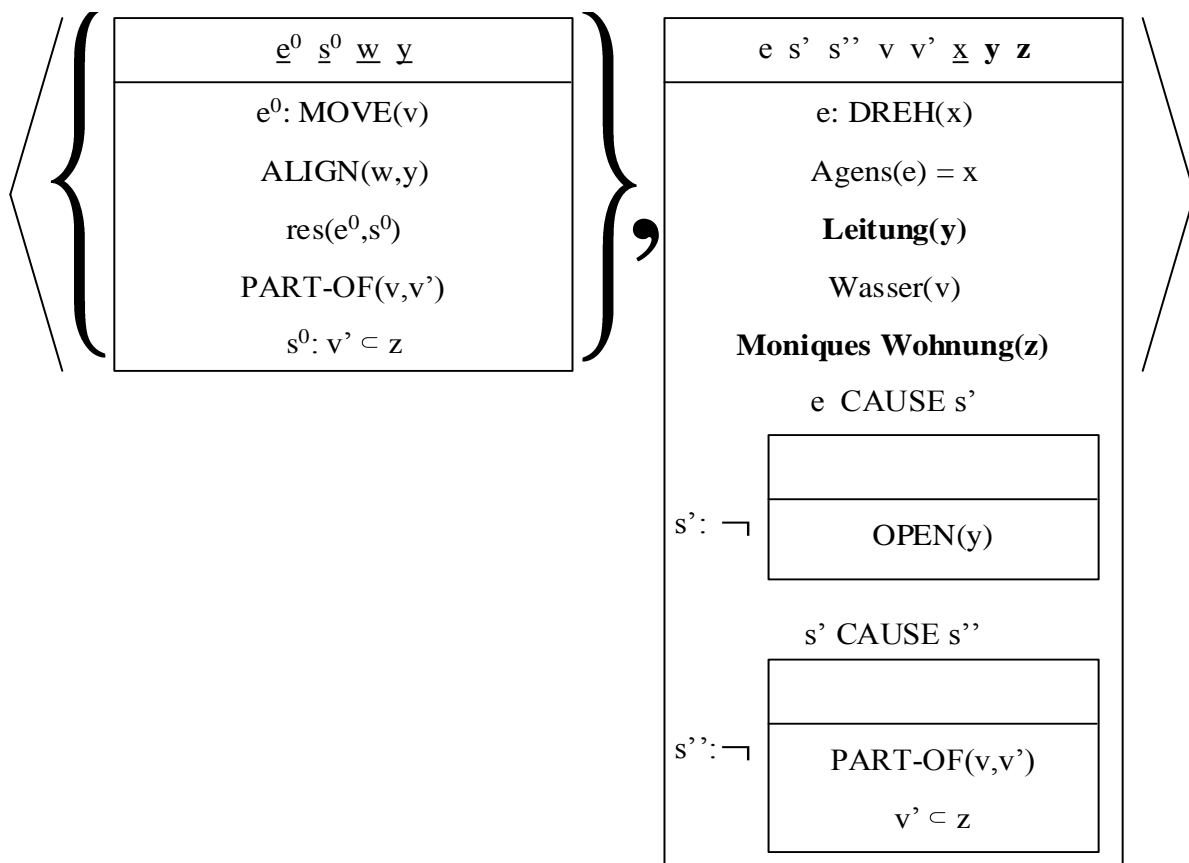 e⁰ s⁰ w y
e⁰: MOVE(v)
ALIGN(w,y)
res(e⁰,s⁰)
PART-OF(v,v’)
s⁰: v’ ⊂ z
,
e s’ s’’ v v’ x y z
e: DREH(x)
Agens(e) = x
Leitung(y)
Wasser(v)
Moniques Wohnung(z)
e CAUSE s’
s’: ¬
OPEN(y)
s’ CAUSE s’’
s’’: ¬
PART-OF(v,v’)
v’ ⊂ z